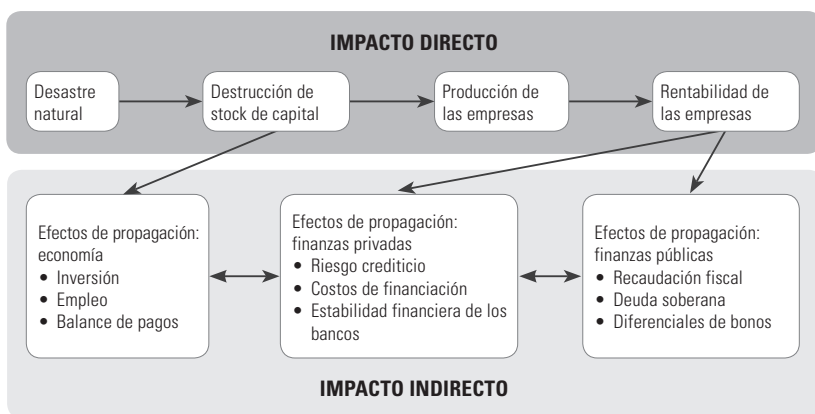 IMPACTO DIRECTO
Desastre
natural
Destrucción de
stock de capital
Producción de
las empresas
Rentabilidad de
las empresas
Efectos de propagación:
economía
• Inversión
• Empleo
• Balance de pagos
Efectos de propagación:
finanzas privadas
• Riesgo crediticio
• Costos de financiación
• Estabilidad financiera de los
bancos
Efectos de propagación:
finanzas públicas
• Recaudación fiscal
• Deuda soberana
• Diferenciales de bonos
IMPACTO INDIRECTO